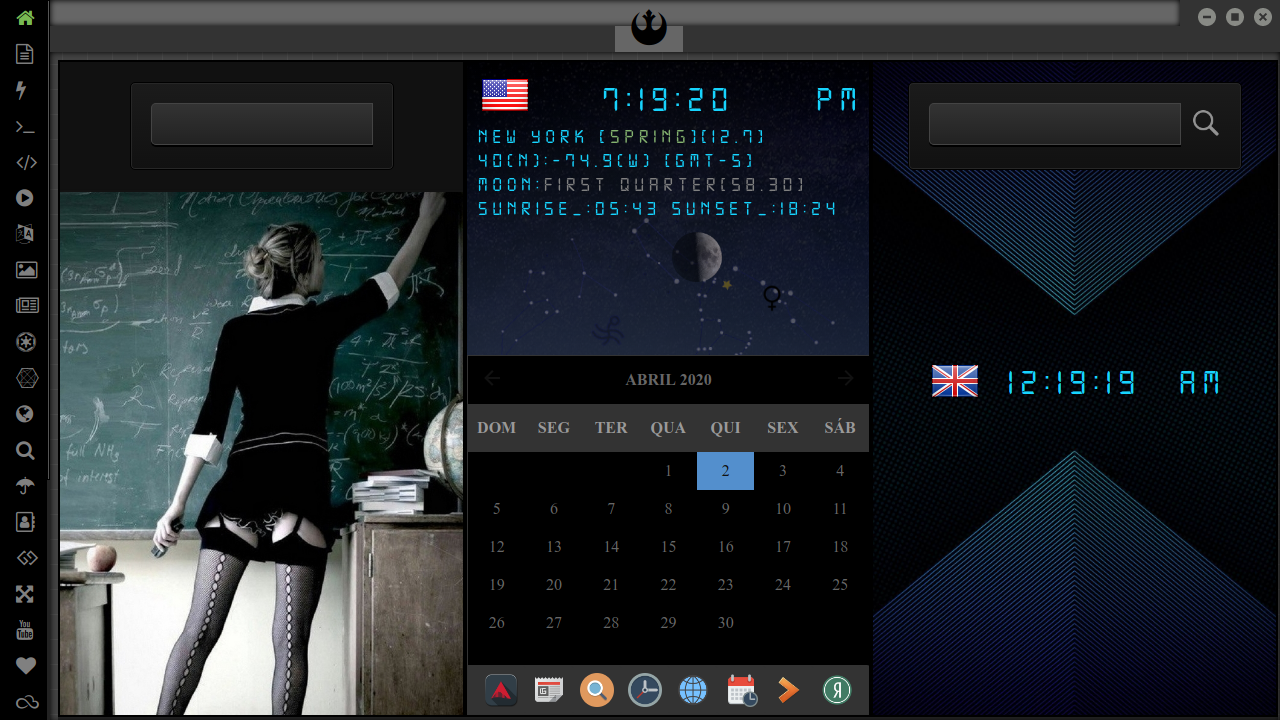 7:19:20 PM
NEW YORK [SPRING][12.7]
40(N):-74.9(W) [GMT-5]
MOON:FIRST QUARTER[58.30]
SUNRISE_:05:43 SUNSET_:18:24
12:19:19 AM
ABRIL 2020
DOM SEG TER QUA QUI SEX SÁB
1 2 3 4
5 6 7 8 9 10 11
12 13 14 15 16 17 18
19 20 21 22 23 24 25
26 27 28 29 30
You
Tube
Я